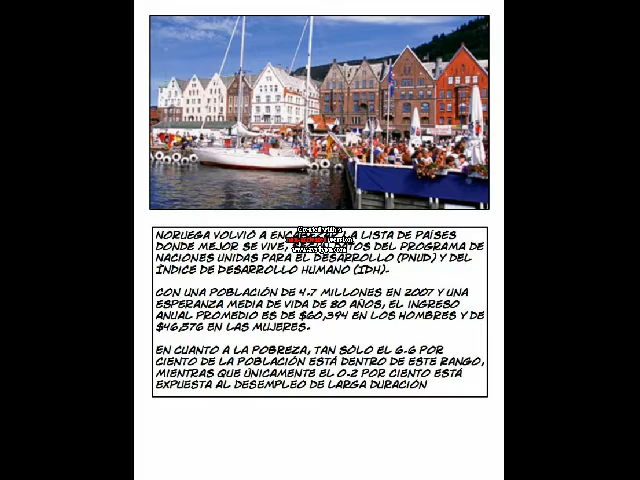 NORUEGA VOLVIÓ A ENCABEZAR LA LISTA DE PAÍSES
DONDE MEJOR SE VIVE, DATOS DEL PROGRAMA DE
NACIONES UNIDAS PARA EL DESARROLLO (PNUD) Y DEL
ÍNDICE DE DESARROLLO HUMANO (IDH).
CON UNA POBLACIÓN DE 4.7 MILLONES EN 2007 Y UNA
ESPERANZA MEDIA DE VIDA DE 80 AÑOS, EL INGRESO
ANUAL PROMEDIO ES DE $60,394 EN LOS HOMBRES Y DE
$46,576 EN LAS MUJERES.
EN CUANTO A LA POBREZA, TAN SÓLO EL 6.6 POR
CIENTO DE LA POBLACIÓN ESTÁ DENTRO DE ESTE RANGO,
MIENTRAS QUE ÚNICAMENTE EL 0.2 POR CIENTO ESTÁ
EXPUESTA AL DESEMPLEO DE LARGA DURACIÓN